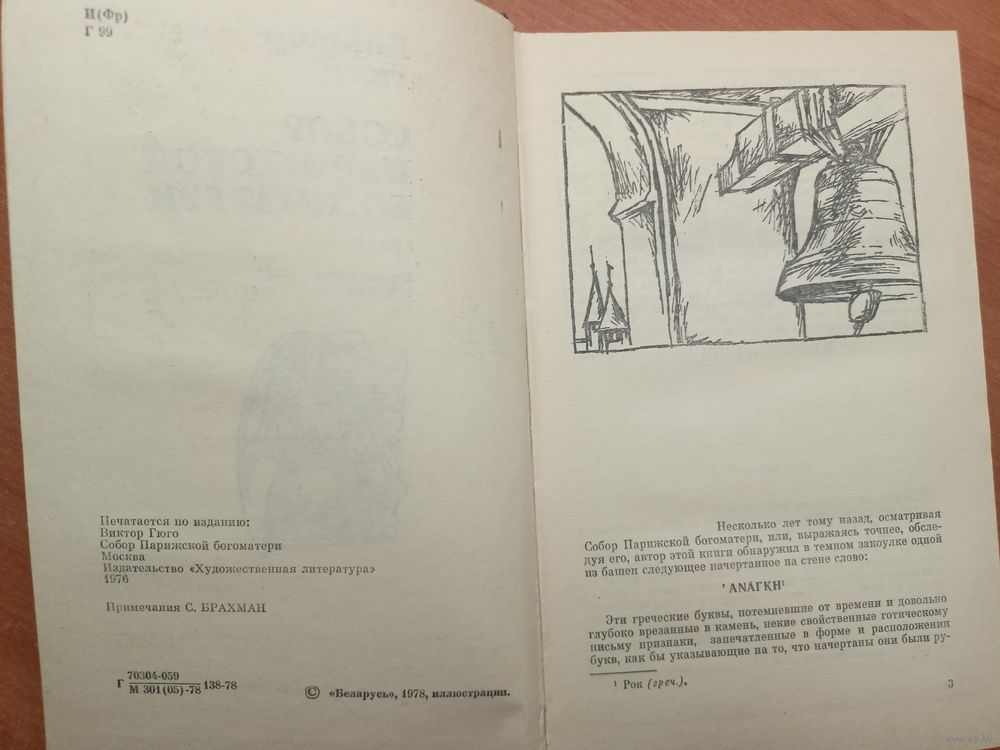 И(Фр)
Г 99
Печатается по изданию:
Виктор Гюго
Собор Парижской богоматери
Москва
Издательство «Художественная литература»
1976
Примечания С. БРАХМАН
Г 70304-059 138-78
М 301(05)-78
© «Беларусь», 1978, иллюстрации.
Несколько лет тому назад, осматривая
Собор Парижской богоматери, или, выражаясь точнее, обсле-
дуя его, автор этой книги обнаружил в темном закоулке одной
из башен следующее начертанное на стене слово:
'ΑΝΑΓΚΗ¹
Эти греческие буквы, потемневшие от времени и довольно
глубоко врезанные в камень, некие свойственные готическому
письму признаки, запечатленные в форме и расположении
букв, как бы указывающие на то, что начертаны они были ру-
¹ Рок (греч.).
3
www.ay.by